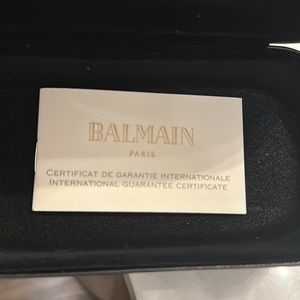 BALMAIN
PARIS
CERTIFICAT DE GARANTIE INTERNATIONALE
INTERNATIONAL GUARANTEE CERTIFICATE